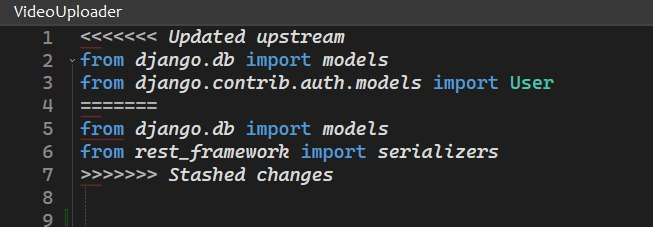 VideoUploader
1 <<<<<<< Updated upstream
2 from django.db import models
3 from django.contrib.auth.models import User
4 =======
5 from django.db import models
6 from rest_framework import serializers
7 >>>>>>> Stashed changes
8
9